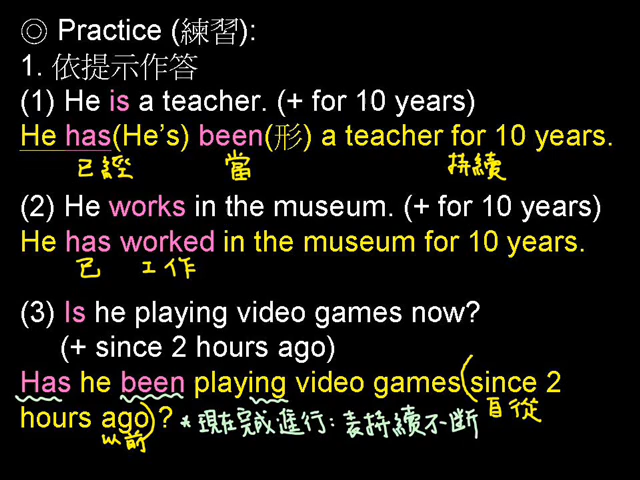 ◎ Practice (練習):
1. 依提示作答
(1) He is a teacher. (+ for 10 years)
He has(He's) been(形) a teacher for 10 years.
已經 當 持續
(2) He works in the museum. (+ for 10 years)
He has worked in the museum for 10 years.
已 工作
(3) Is he playing video games now?
(+ since 2 hours ago)
Has he been playing video games (since 2
自從
hours ago)? *現在完成進行:表持續不斷
以前